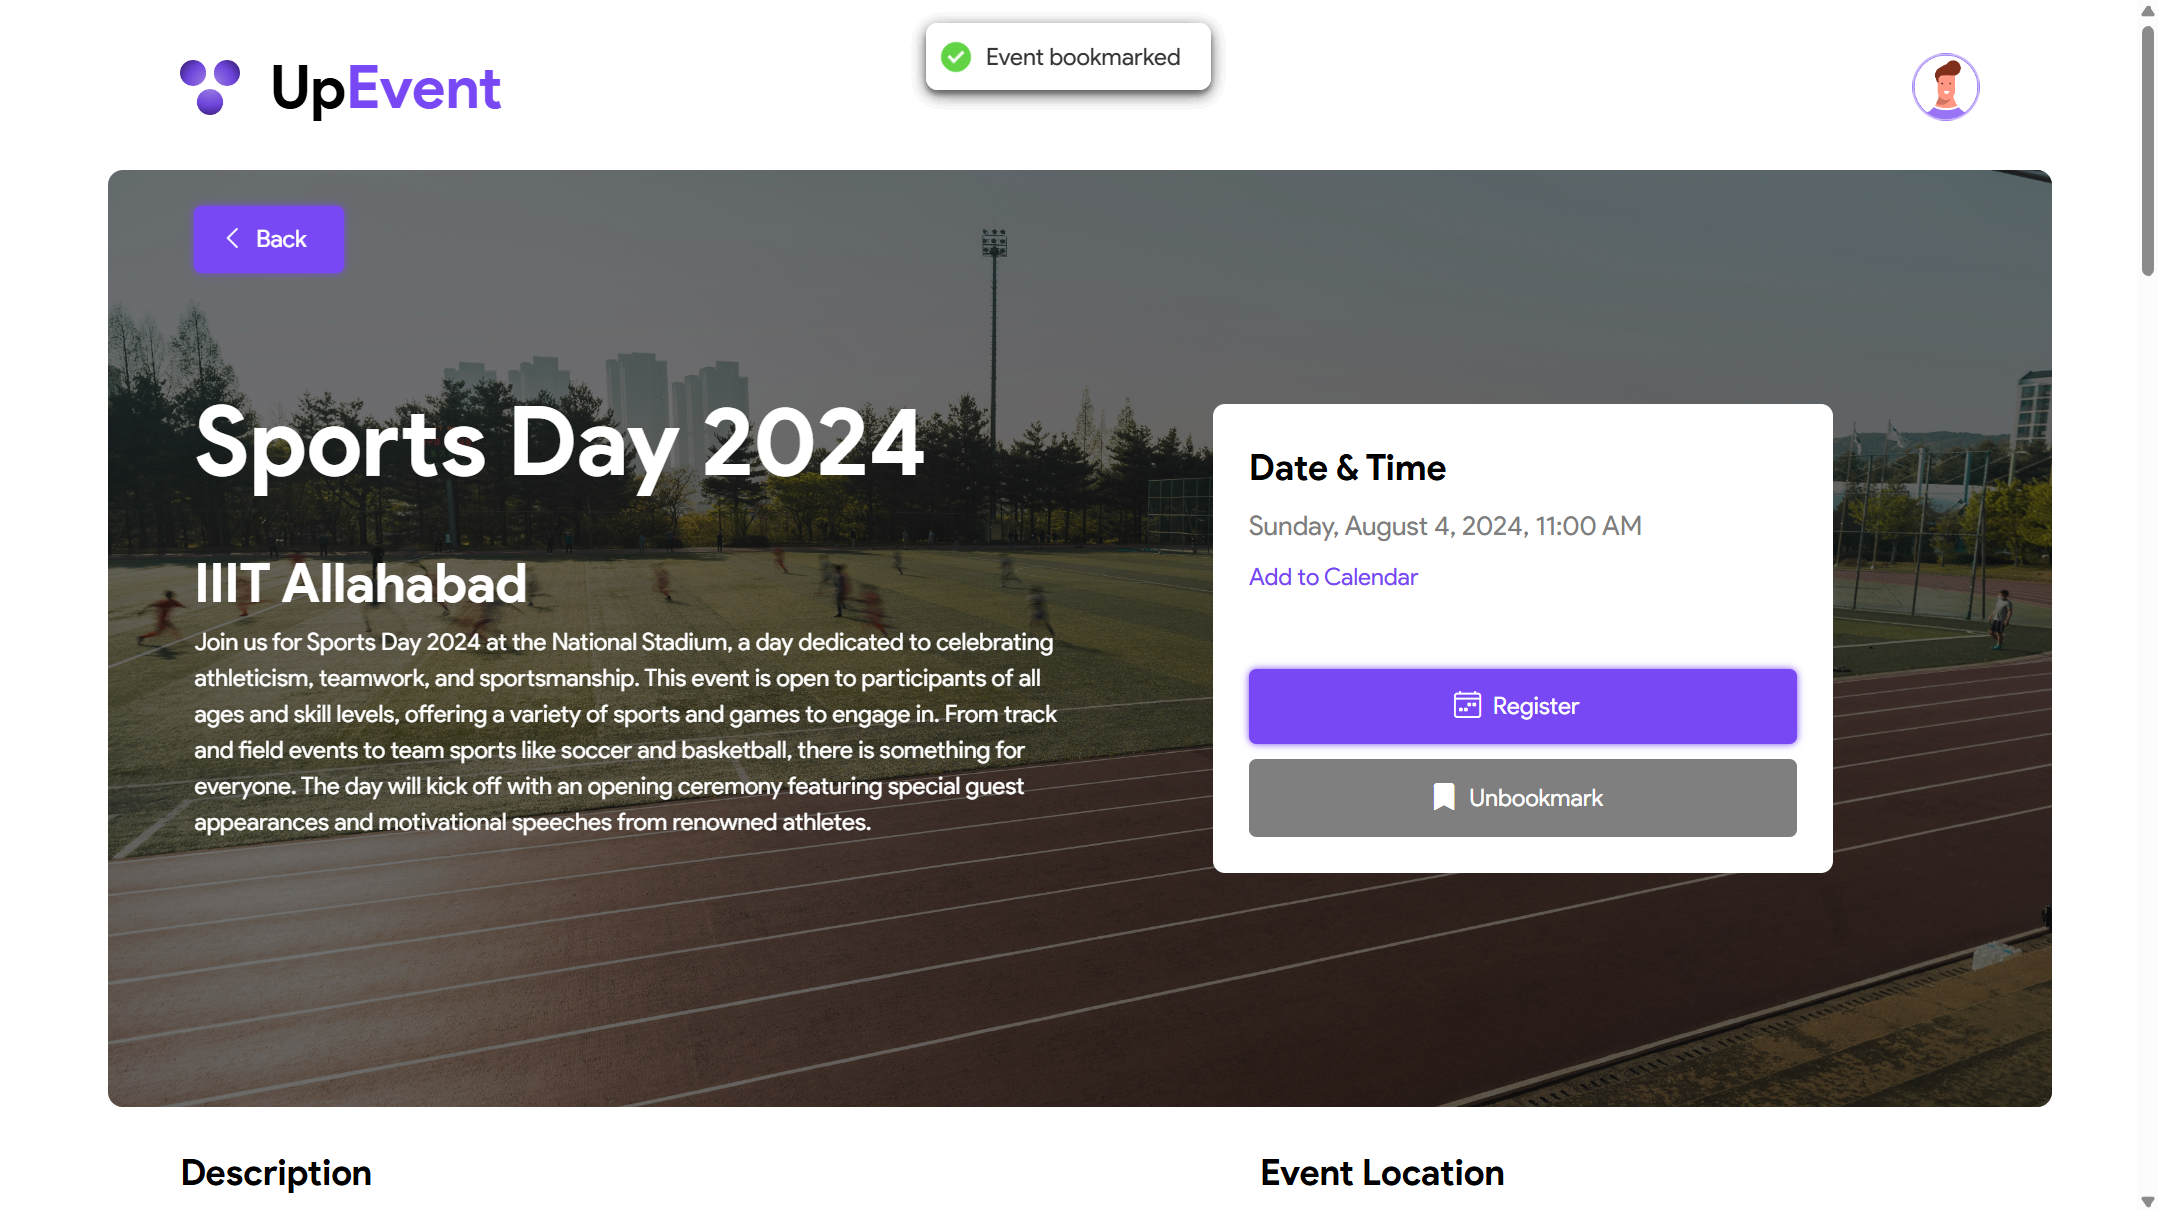 UpEvent
Event bookmarked
Back
Sports Day 2024
IIIT Allahabad
Join us for Sports Day 2024 at the National Stadium, a day dedicated to celebrating
athleticism, teamwork, and sportsmanship. This event is open to participants of all
ages and skill levels, offering a variety of sports and games to engage in. From track
and field events to team sports like soccer and basketball, there is something for
everyone. The day will kick off with an opening ceremony featuring special guest
appearances and motivational speeches from renowned athletes.
Date & Time
Sunday, August 4, 2024, 11:00 AM
Add to Calendar
Register
Unbookmark
Description
Event Location